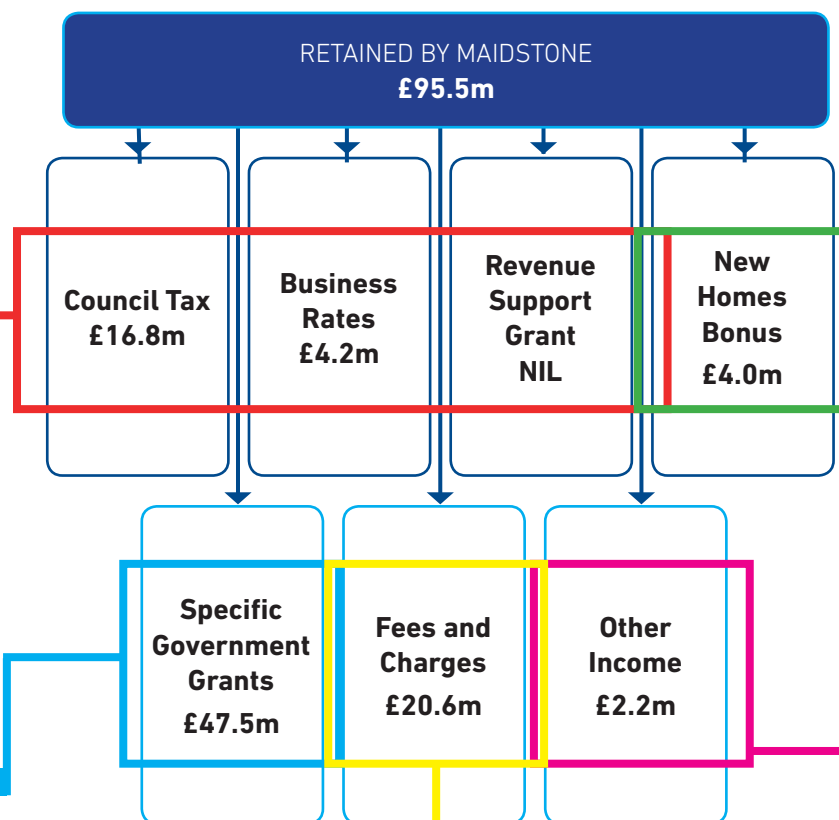 RETAINED BY MAIDSTONE
£95.5m
Council Tax
£16.8m
Business
Rates
£4.2m
Revenue
Support
Grant
NIL
New
Homes
Bonus
£4.0m
Specific
Government
Grants
£47.5m
Fees and
Charges
£20.6m
Other
Income
£2.2m